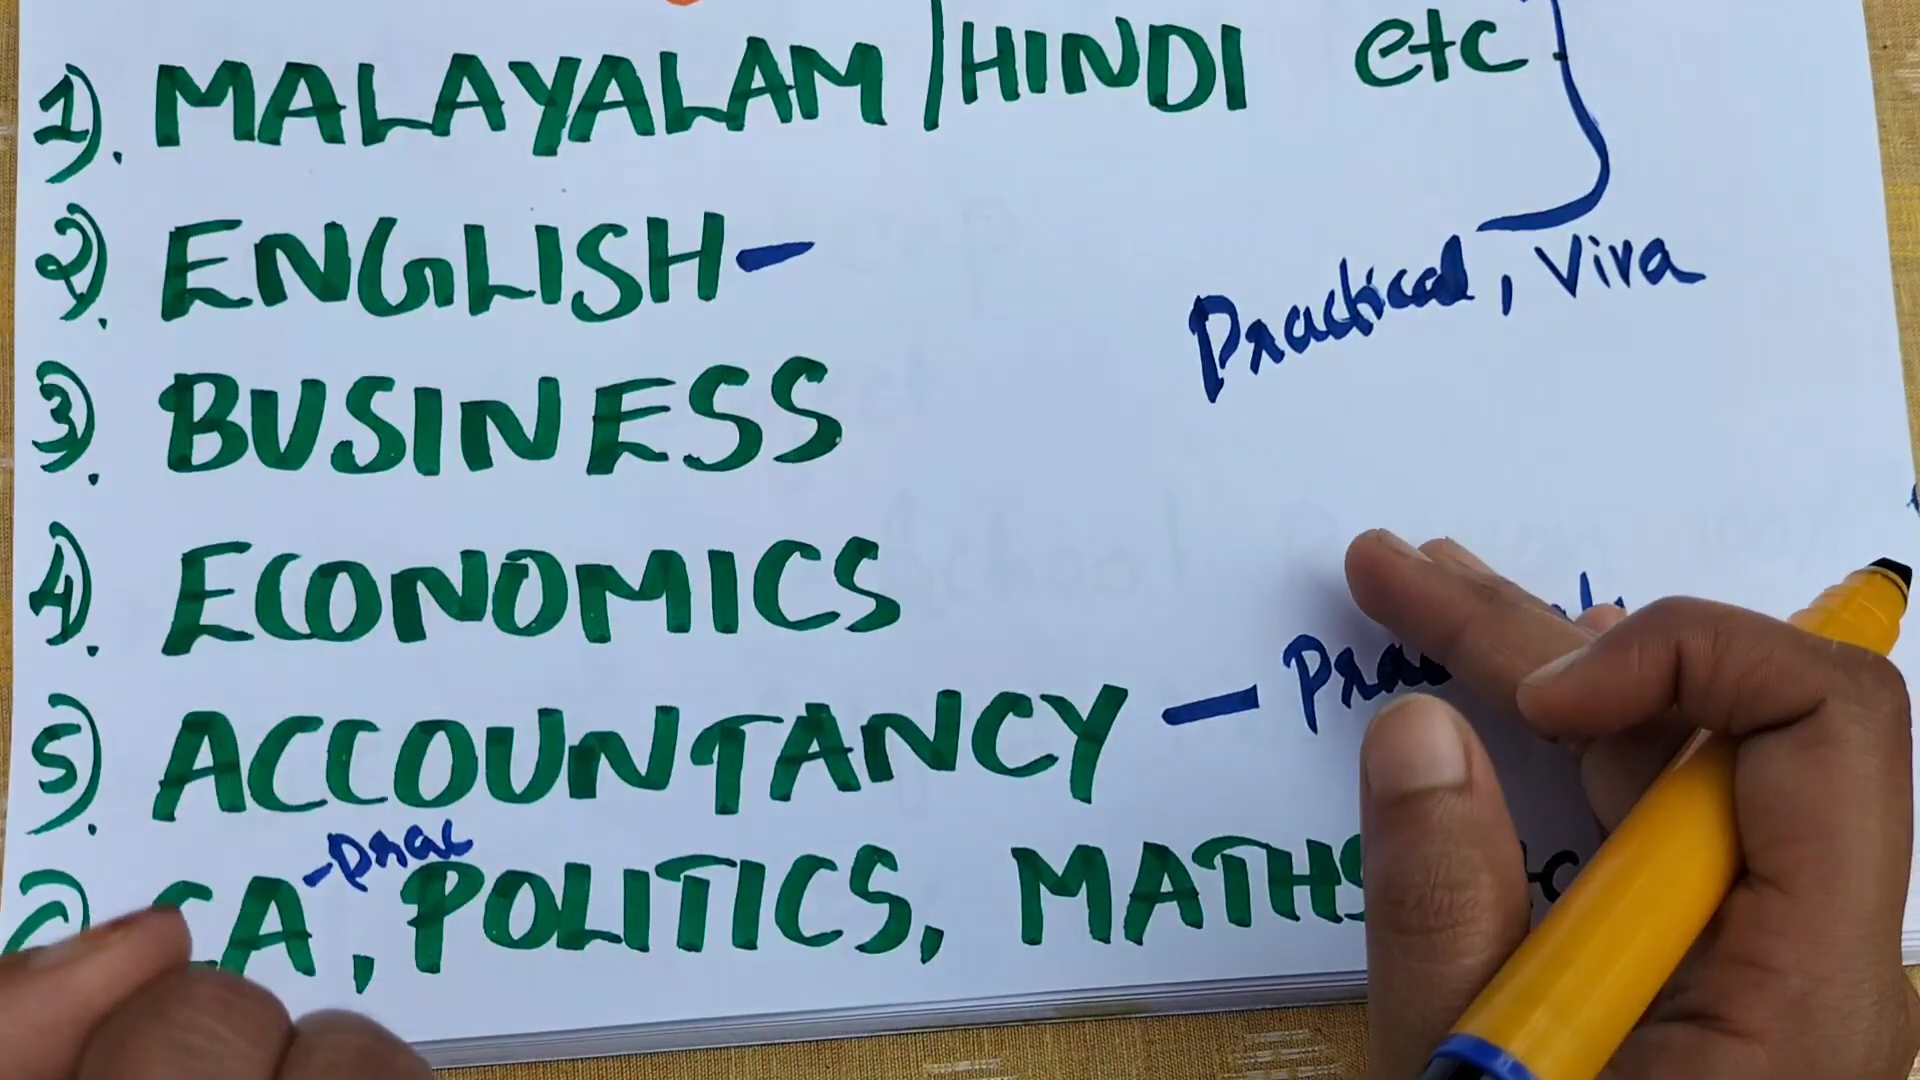 1). MALAYALAM/HINDI etc
2). ENGLISH-
Practical, Viva
3). BUSINESS
4). ECONOMICS
5). ACCOUNTANCY -
-prac
CA, POLITICS, MATHS